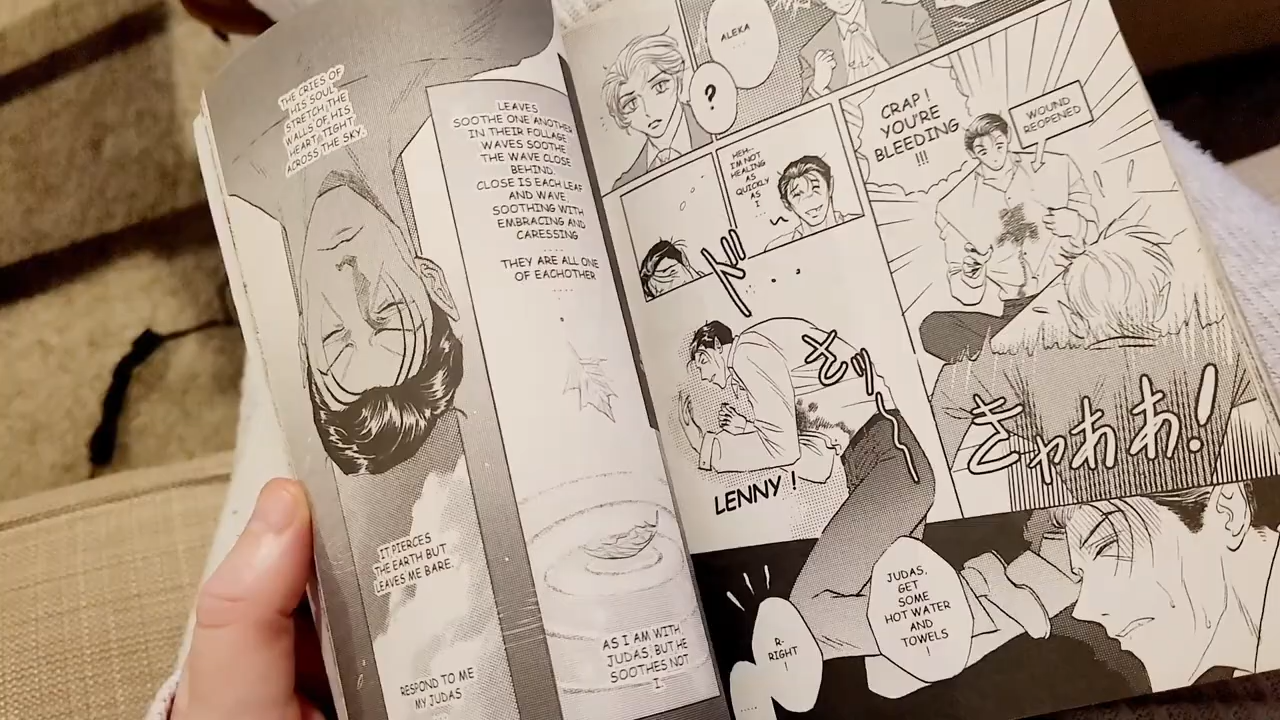 THE CRIES OF
HIS SOUL
STRETCH THE
WALLS OF HIS
HEART, TIGHT,
ACROSS THE SKY.
IT PIERCES
THE EARTH BUT
LEAVES ME BARE.
RESPOND TO ME
MY JUDAS
LEAVES
SOOTHE ONE ANOTHER
IN THEIR FOLLAGE
WAVES SOOTHE
THE WAVE CLOSE
BEHIND.
CLOSE IS EACH LEAF
AND WAVE,
SOOTHING WITH
EMBRACING AND
CARESSING
....
THEY ARE ALL ONE
OF EACHOTHER
....
AS I AM WITH
JUDAS, BUT HE
SOOTHES NOT
I.
ALEKA
....
?
HEH--
I'M NOT
HEALING
AS
QUICKLY
AS
I
...
CRAP!
YOU'RE
BLEEDING
!!!
WOUND
REOPENED
さッ
LENNY!
きゃああ!
R-
RIGHT
!
JUDAS,
GET
SOME
HOT WATER
AND
TOWELS
!
.....